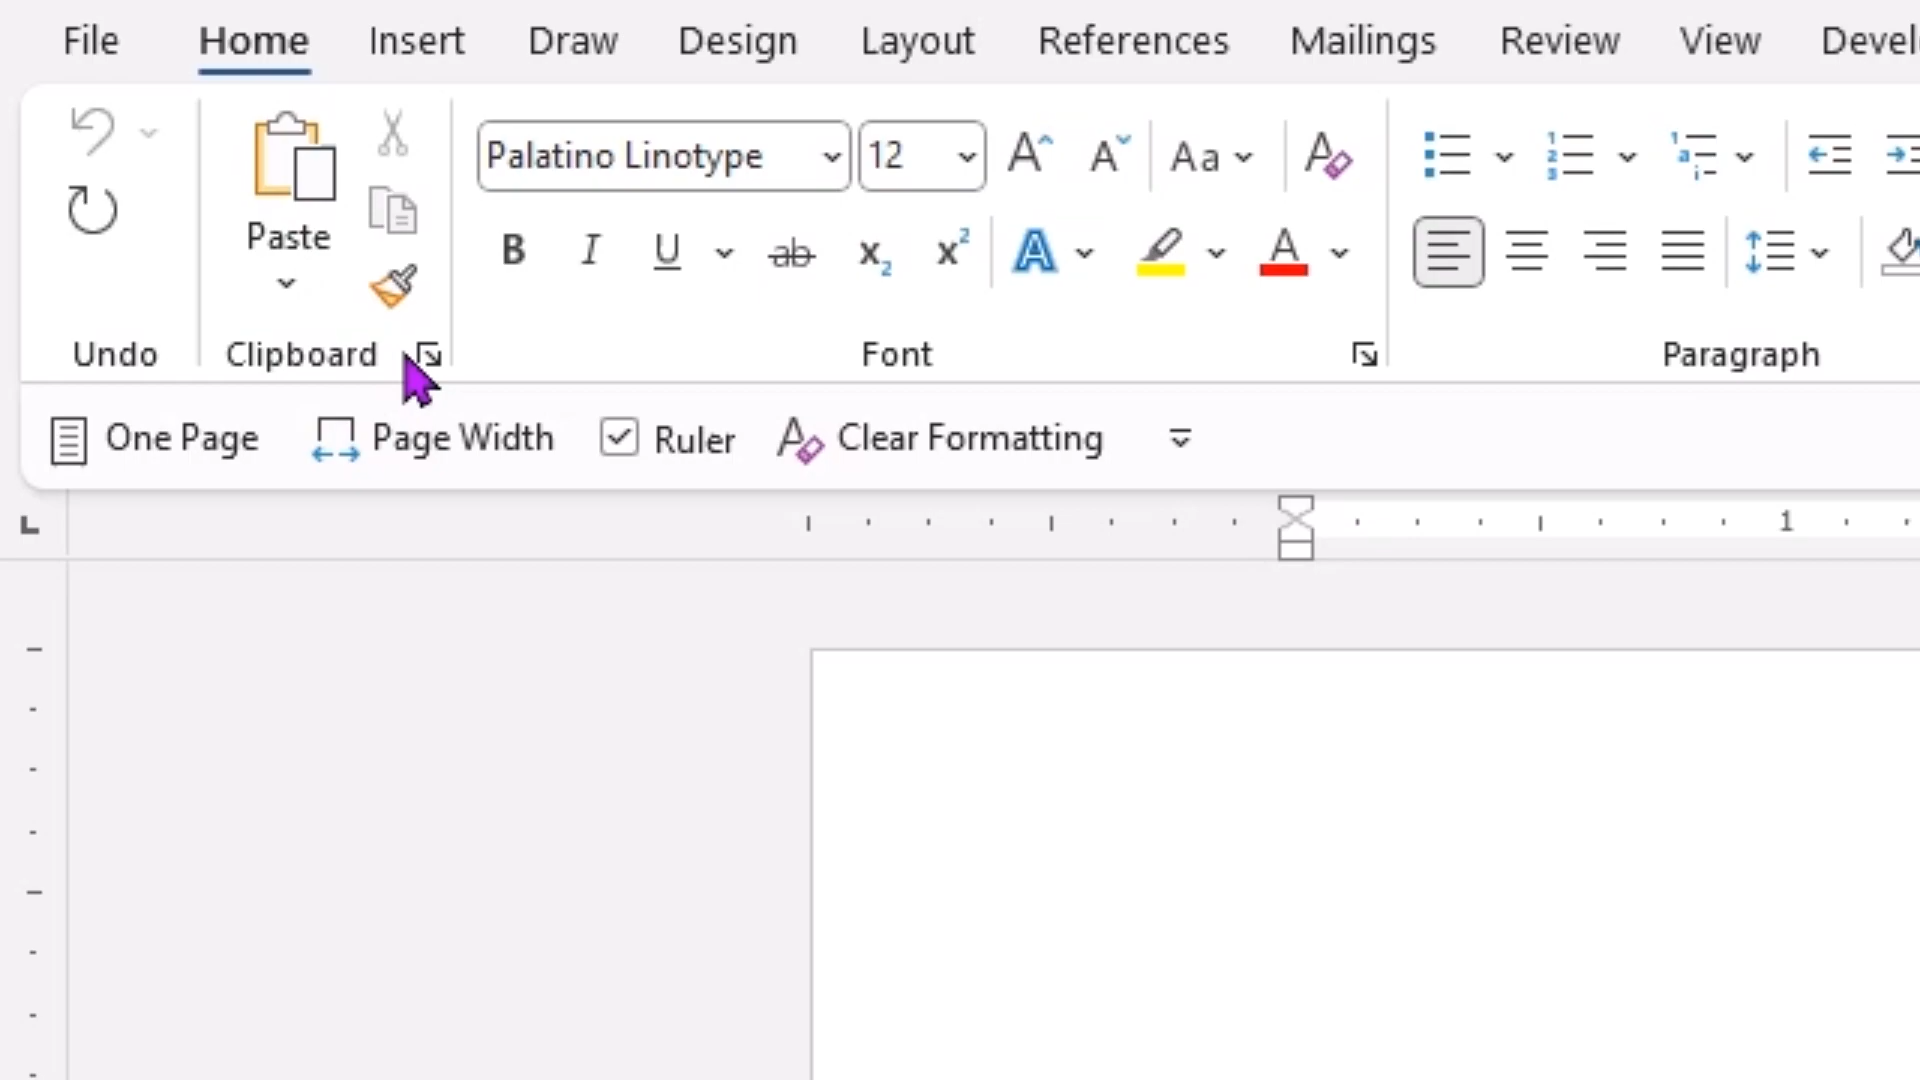 File Home Insert Draw Design Layout References Mailings Review View Devel
Palatino Linotype 12 A A Aa A
Paste
B I U ab x2 x2 A A
Undo Clipboard Font Paragraph
One Page Page Width Ruler Clear Formatting
1